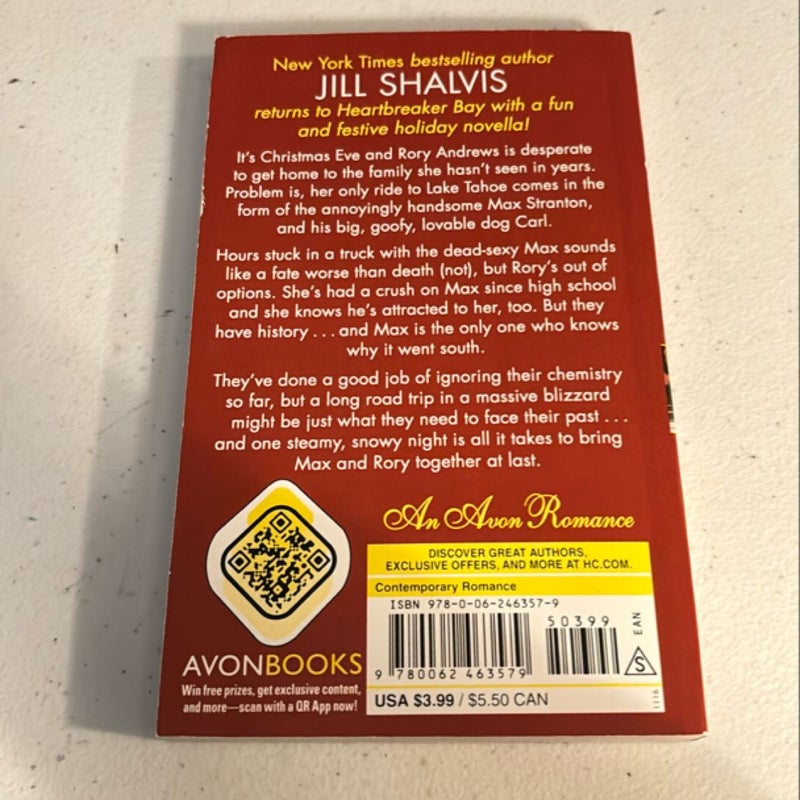 New York Times bestselling author
JILL SHALVIS
returns to Heartbreaker Bay with a fun
and festive holiday novella!
It's Christmas Eve and Rory Andrews is desperate
to get home to the family she hasn't seen in years.
Problem is, her only ride to Lake Tahoe comes in the
form of the annoyingly handsome Max Stranton,
and his big, goofy, lovable dog Carl.
Hours stuck in a truck with the dead-sexy Max sounds
like a fate worse than death (not), but Rory's out of
options. She's had a crush on Max since high school
and she knows he's attracted to her, too. But they
have history . . . and Max is the only one who knows
why it went south.
They've done a good job of ignoring their chemistry
so far, but a long road trip in a massive blizzard
might be just what they need to face their past . . .
and one steamy, snowy night is all it takes to bring
Max and Rory together at last.
An Avon Romance
DISCOVER GREAT AUTHORS,
EXCLUSIVE OFFERS, AND MORE AT HC.COM.
Contemporary Romance
ISBN 978-0-06-246357-9
50399
EAN
9 780062 463579
S
USA $3.99 / $5.50 CAN
1116
AVONBOOKS
Win free prizes, get exclusive content,
and more—scan with a QR App now!